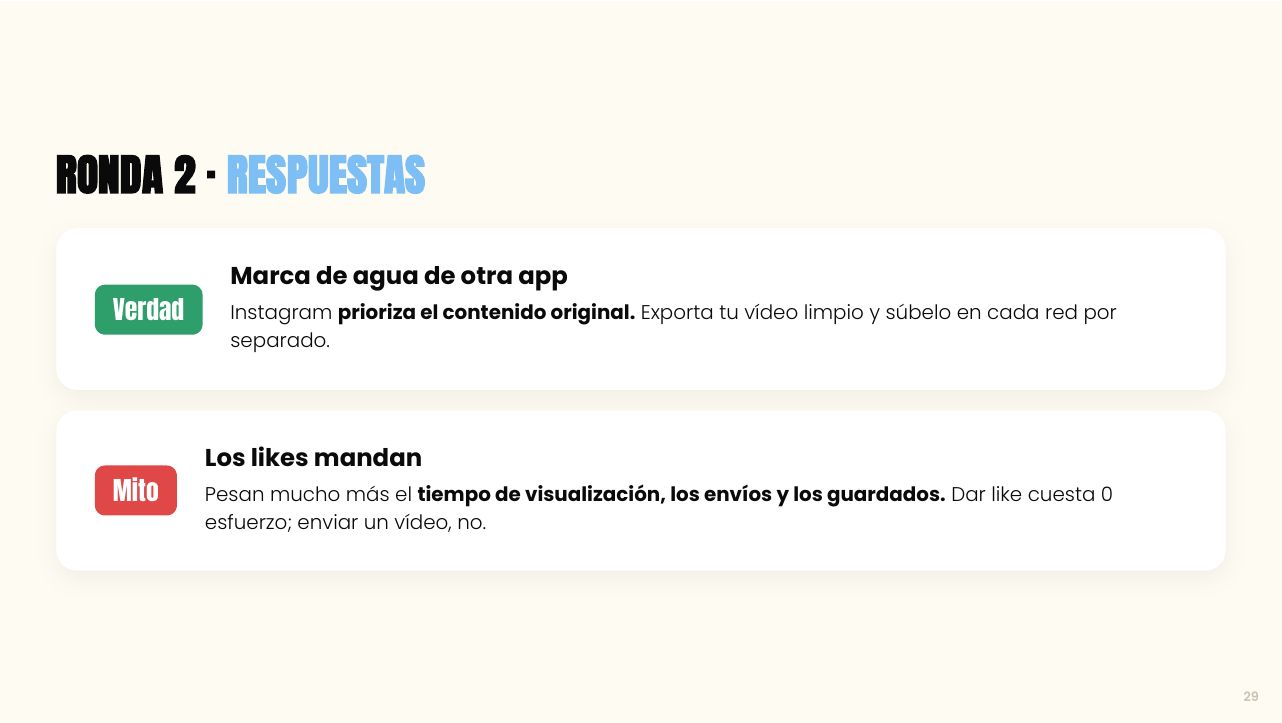 RONDA 2 · RESPUESTAS
Verdad
Marca de agua de otra app
Instagram prioriza el contenido original. Exporta tu vídeo limpio y súbelo en cada red por
separado.
Mito
Los likes mandan
Pesan mucho más el tiempo de visualización, los envíos y los guardados. Dar like cuesta 0
esfuerzo; enviar un vídeo, no.
29